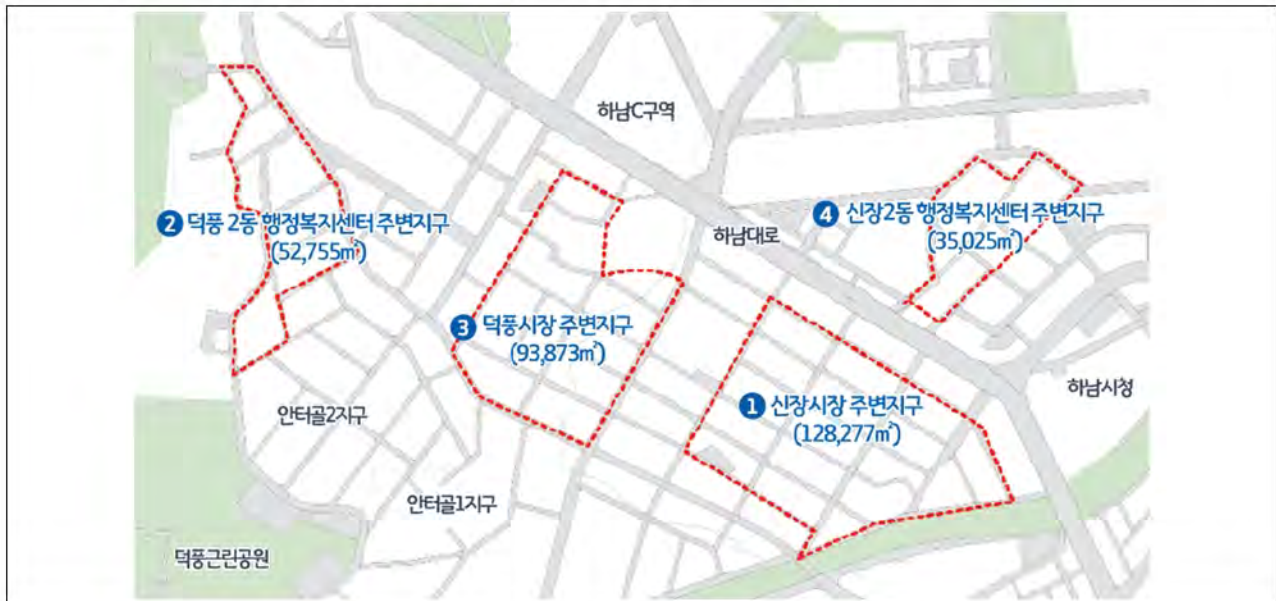 하남C구역
❷ 덕풍 2동 행정복지센터 주변지구
(52,755㎡)
❹ 신장2동 행정복지센터 주변지구
(35,025㎡)
하남대로
❸ 덕풍시장 주변지구
(93,873㎡)
하남시청
❶ 신장시장 주변지구
(128,277㎡)
안터골2지구
안터골1지구
덕풍근린공원